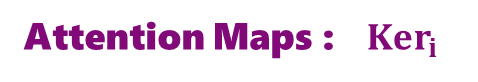 Attention Maps : Kerᵢ